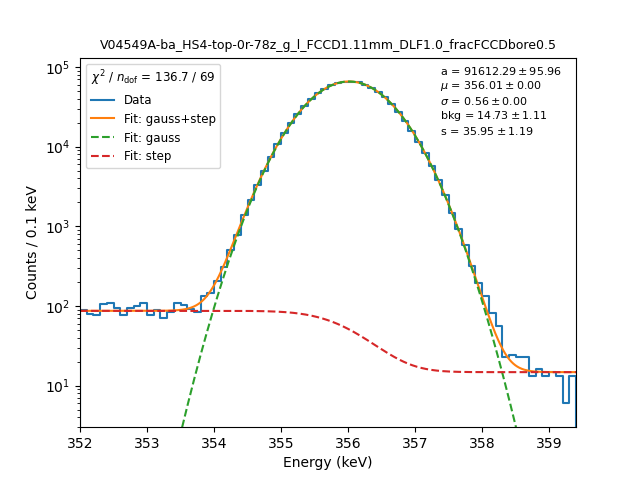 V04549A-ba_HS4-top-0r-78z_g_l_FCCD1.11mm_DLF1.0_fracFCCDbore0.5
χ² / n_dof = 136.7 / 69
Data
Fit: gauss+step
Fit: gauss
Fit: step
a = 91612.29 ± 95.96
μ = 356.01 ± 0.00
σ = 0.56 ± 0.00
bkg = 14.73 ± 1.11
s = 35.95 ± 1.19
Counts / 0.1 keV
10⁵
10⁴
10³
10²
10¹
352 353 354 355 356 357 358 359
Energy (keV)